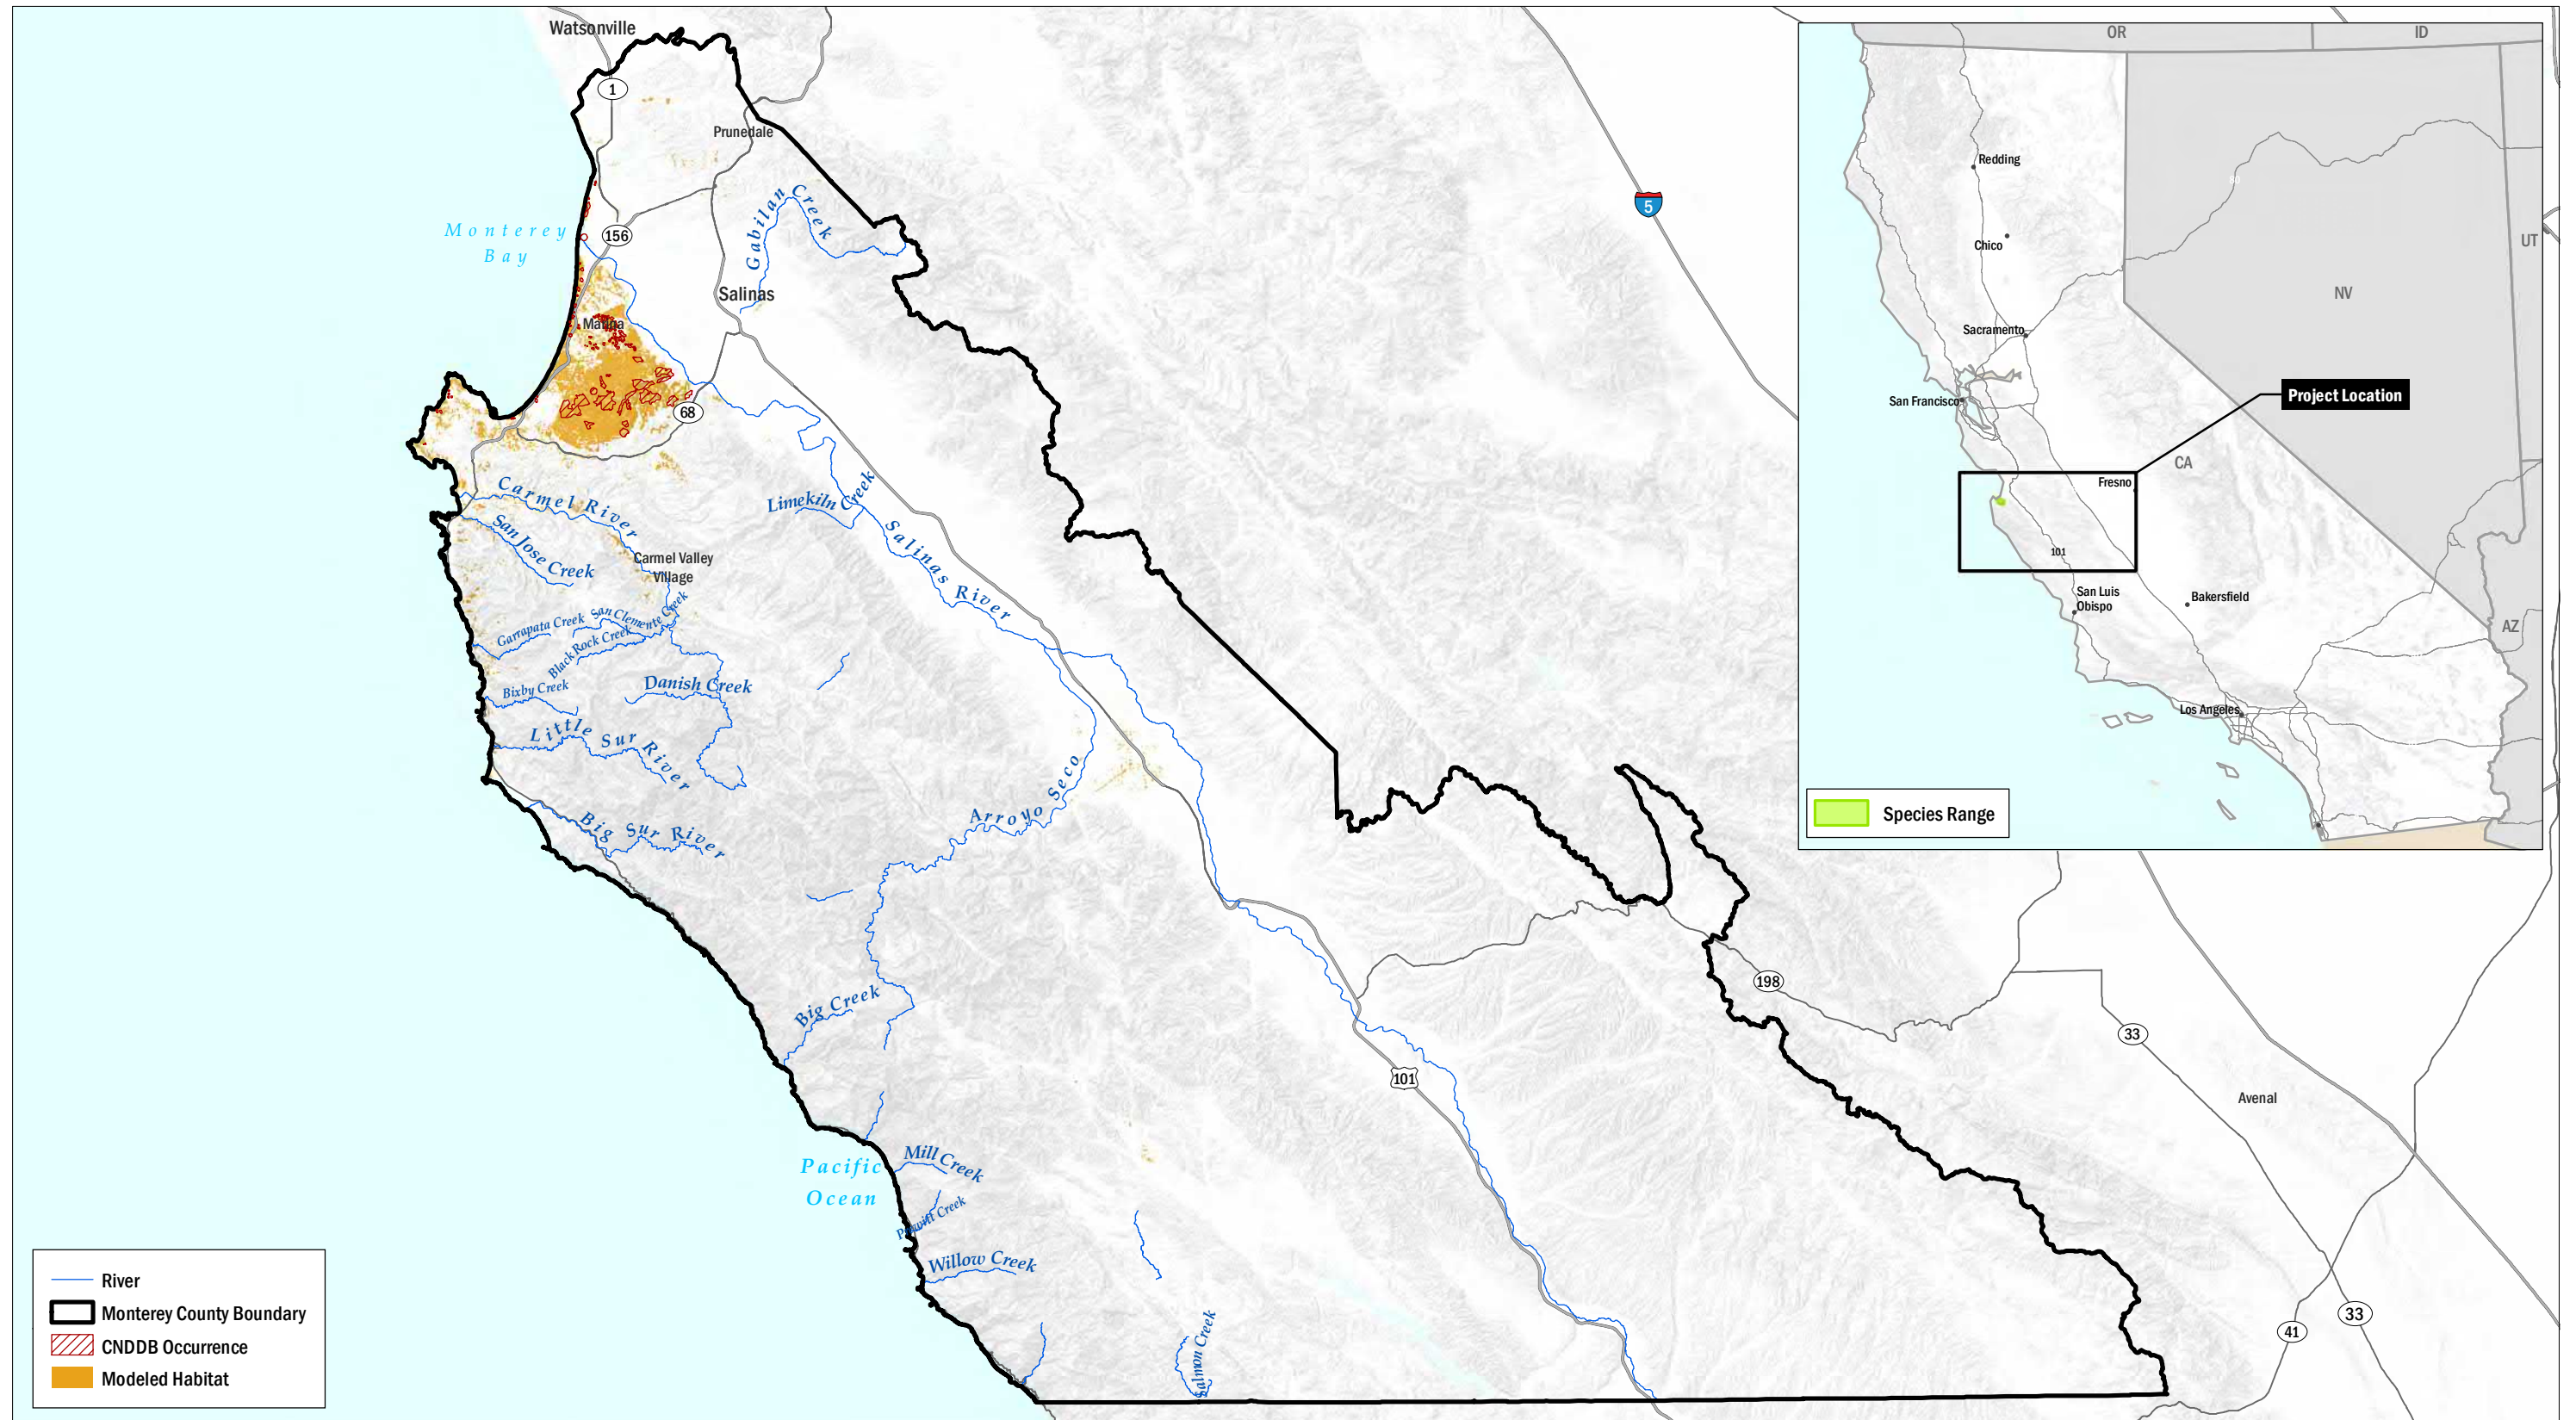 Watsonville
1
Prunedale
Monterey
Bay
156
Gabilan Creek
Salinas
Marina
68
Carmel River
San Jose Creek
Limekiln Creek
Salinas River
Carmel Valley
Village
Garrapata Creek
San Clemente Creek
Black Rock Creek
Bixby Creek
Danish Creek
Little Sur River
Big Sur River
Arroyo Seco
Big Creek
Pacific
Ocean
Mill Creek
Willow Creek
Salmon Creek
5
101
198
33
Avenal
33
41
OR
ID
Redding
Chico
UT
NV
80
Sacramento
San Francisco
Project Location
CA
Fresno
101
San Luis
Obispo
Bakersfield
AZ
Los Angeles
Species Range
River
Monterey County Boundary
CNDDB Occurrence
Modeled Habitat